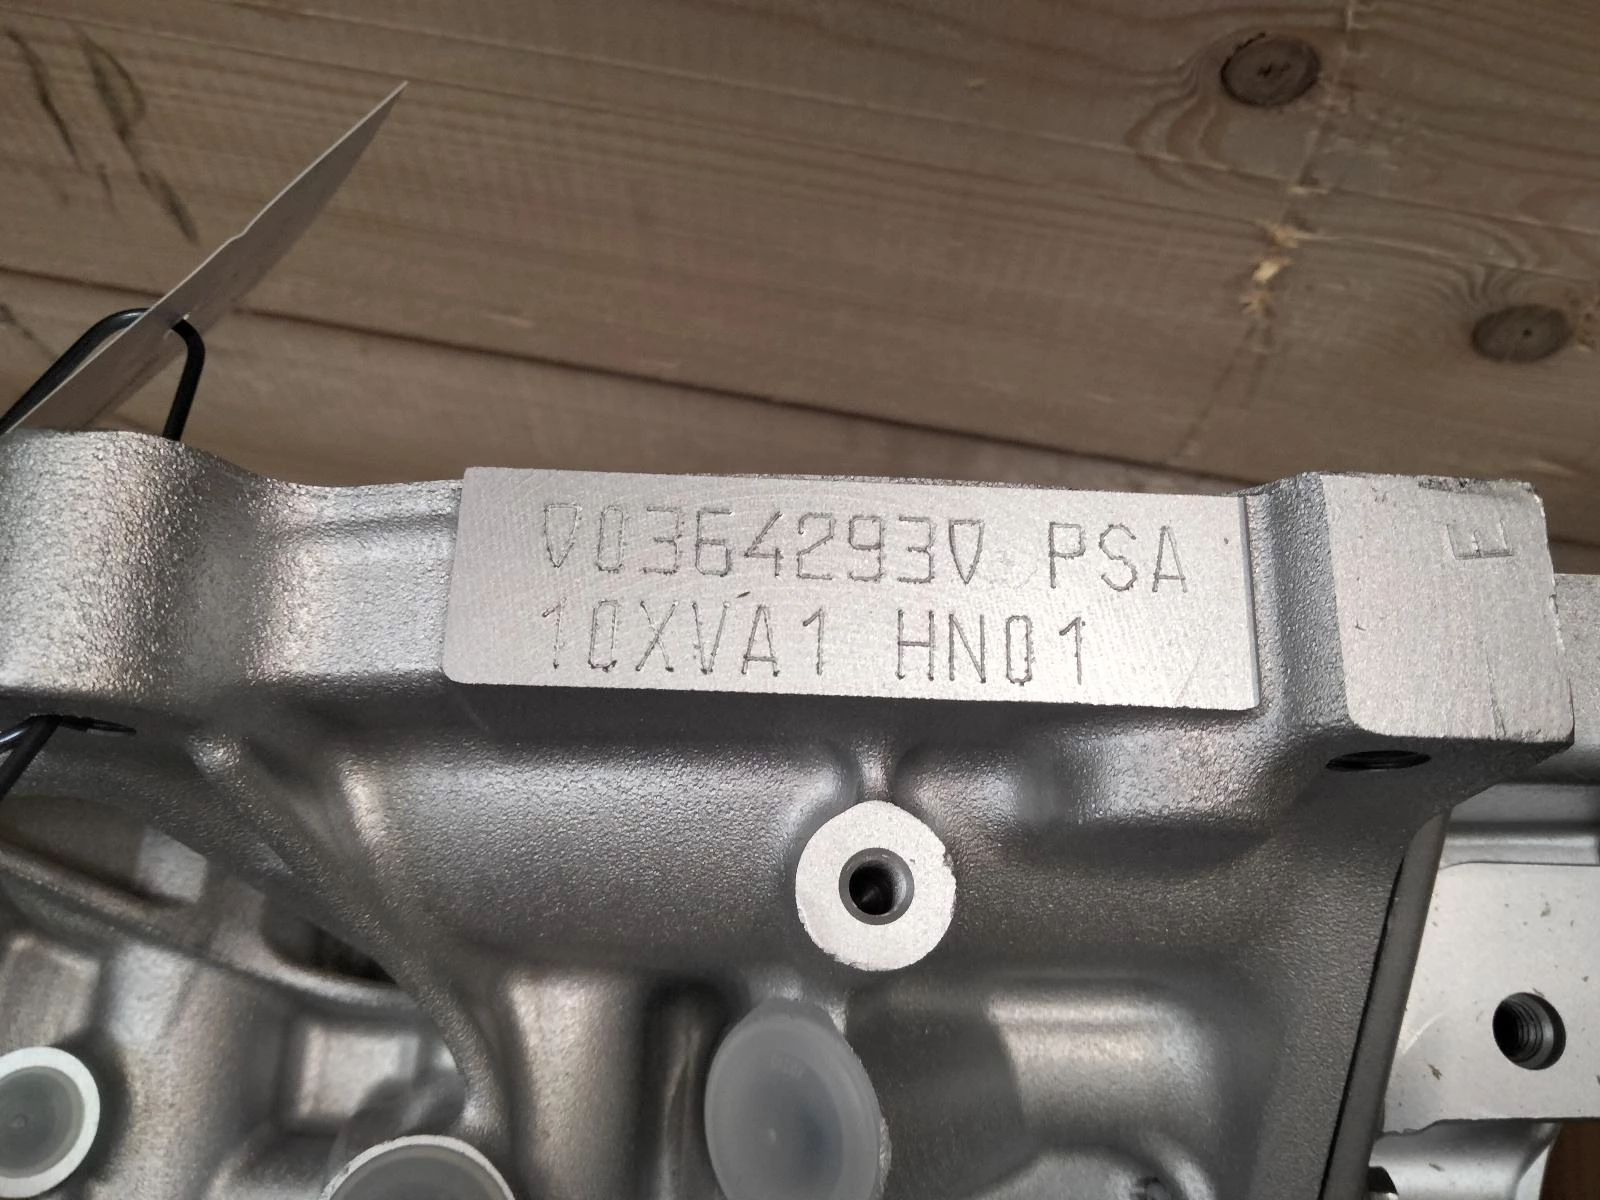 ▽0364293▽ PSA
10XVA1 HN01
E